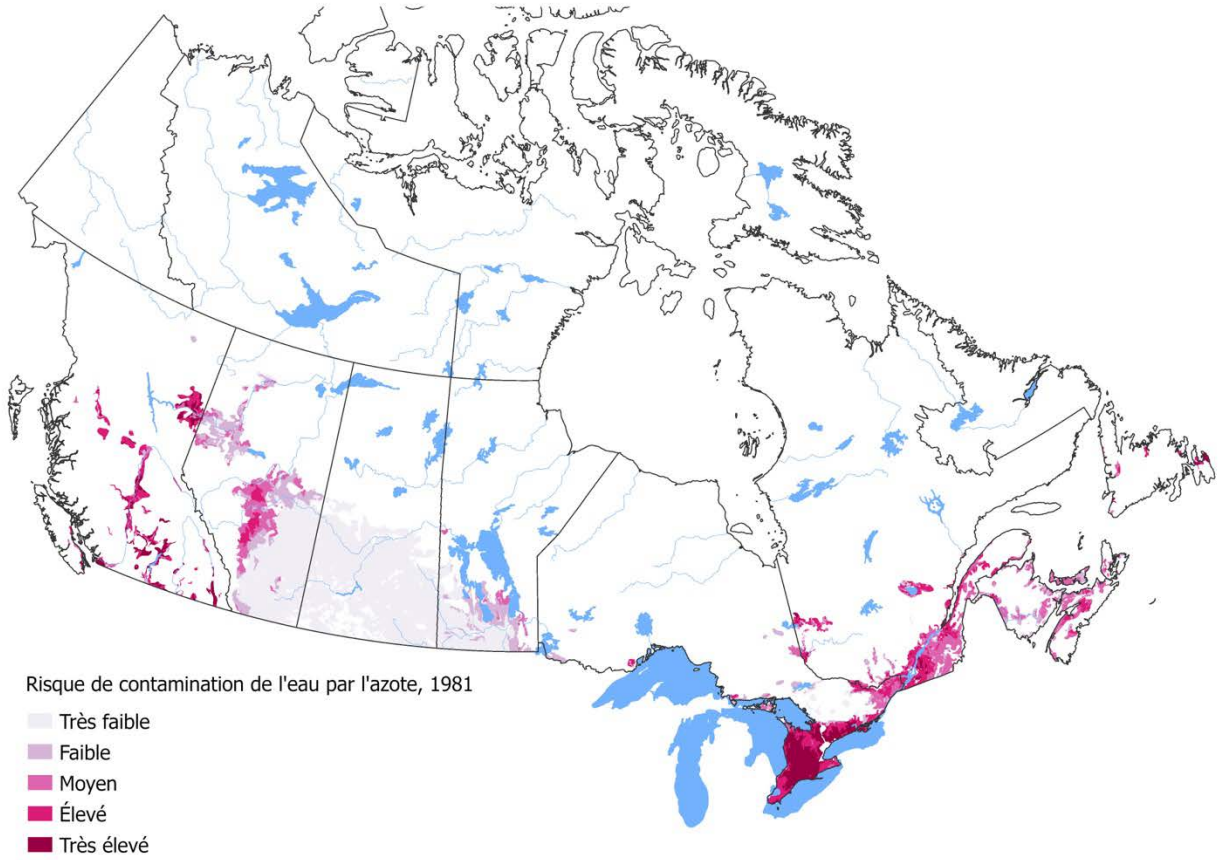 Risque de contamination de l'eau par l'azote, 1981
Très faible
Faible
Moyen
Élevé
Très élevé